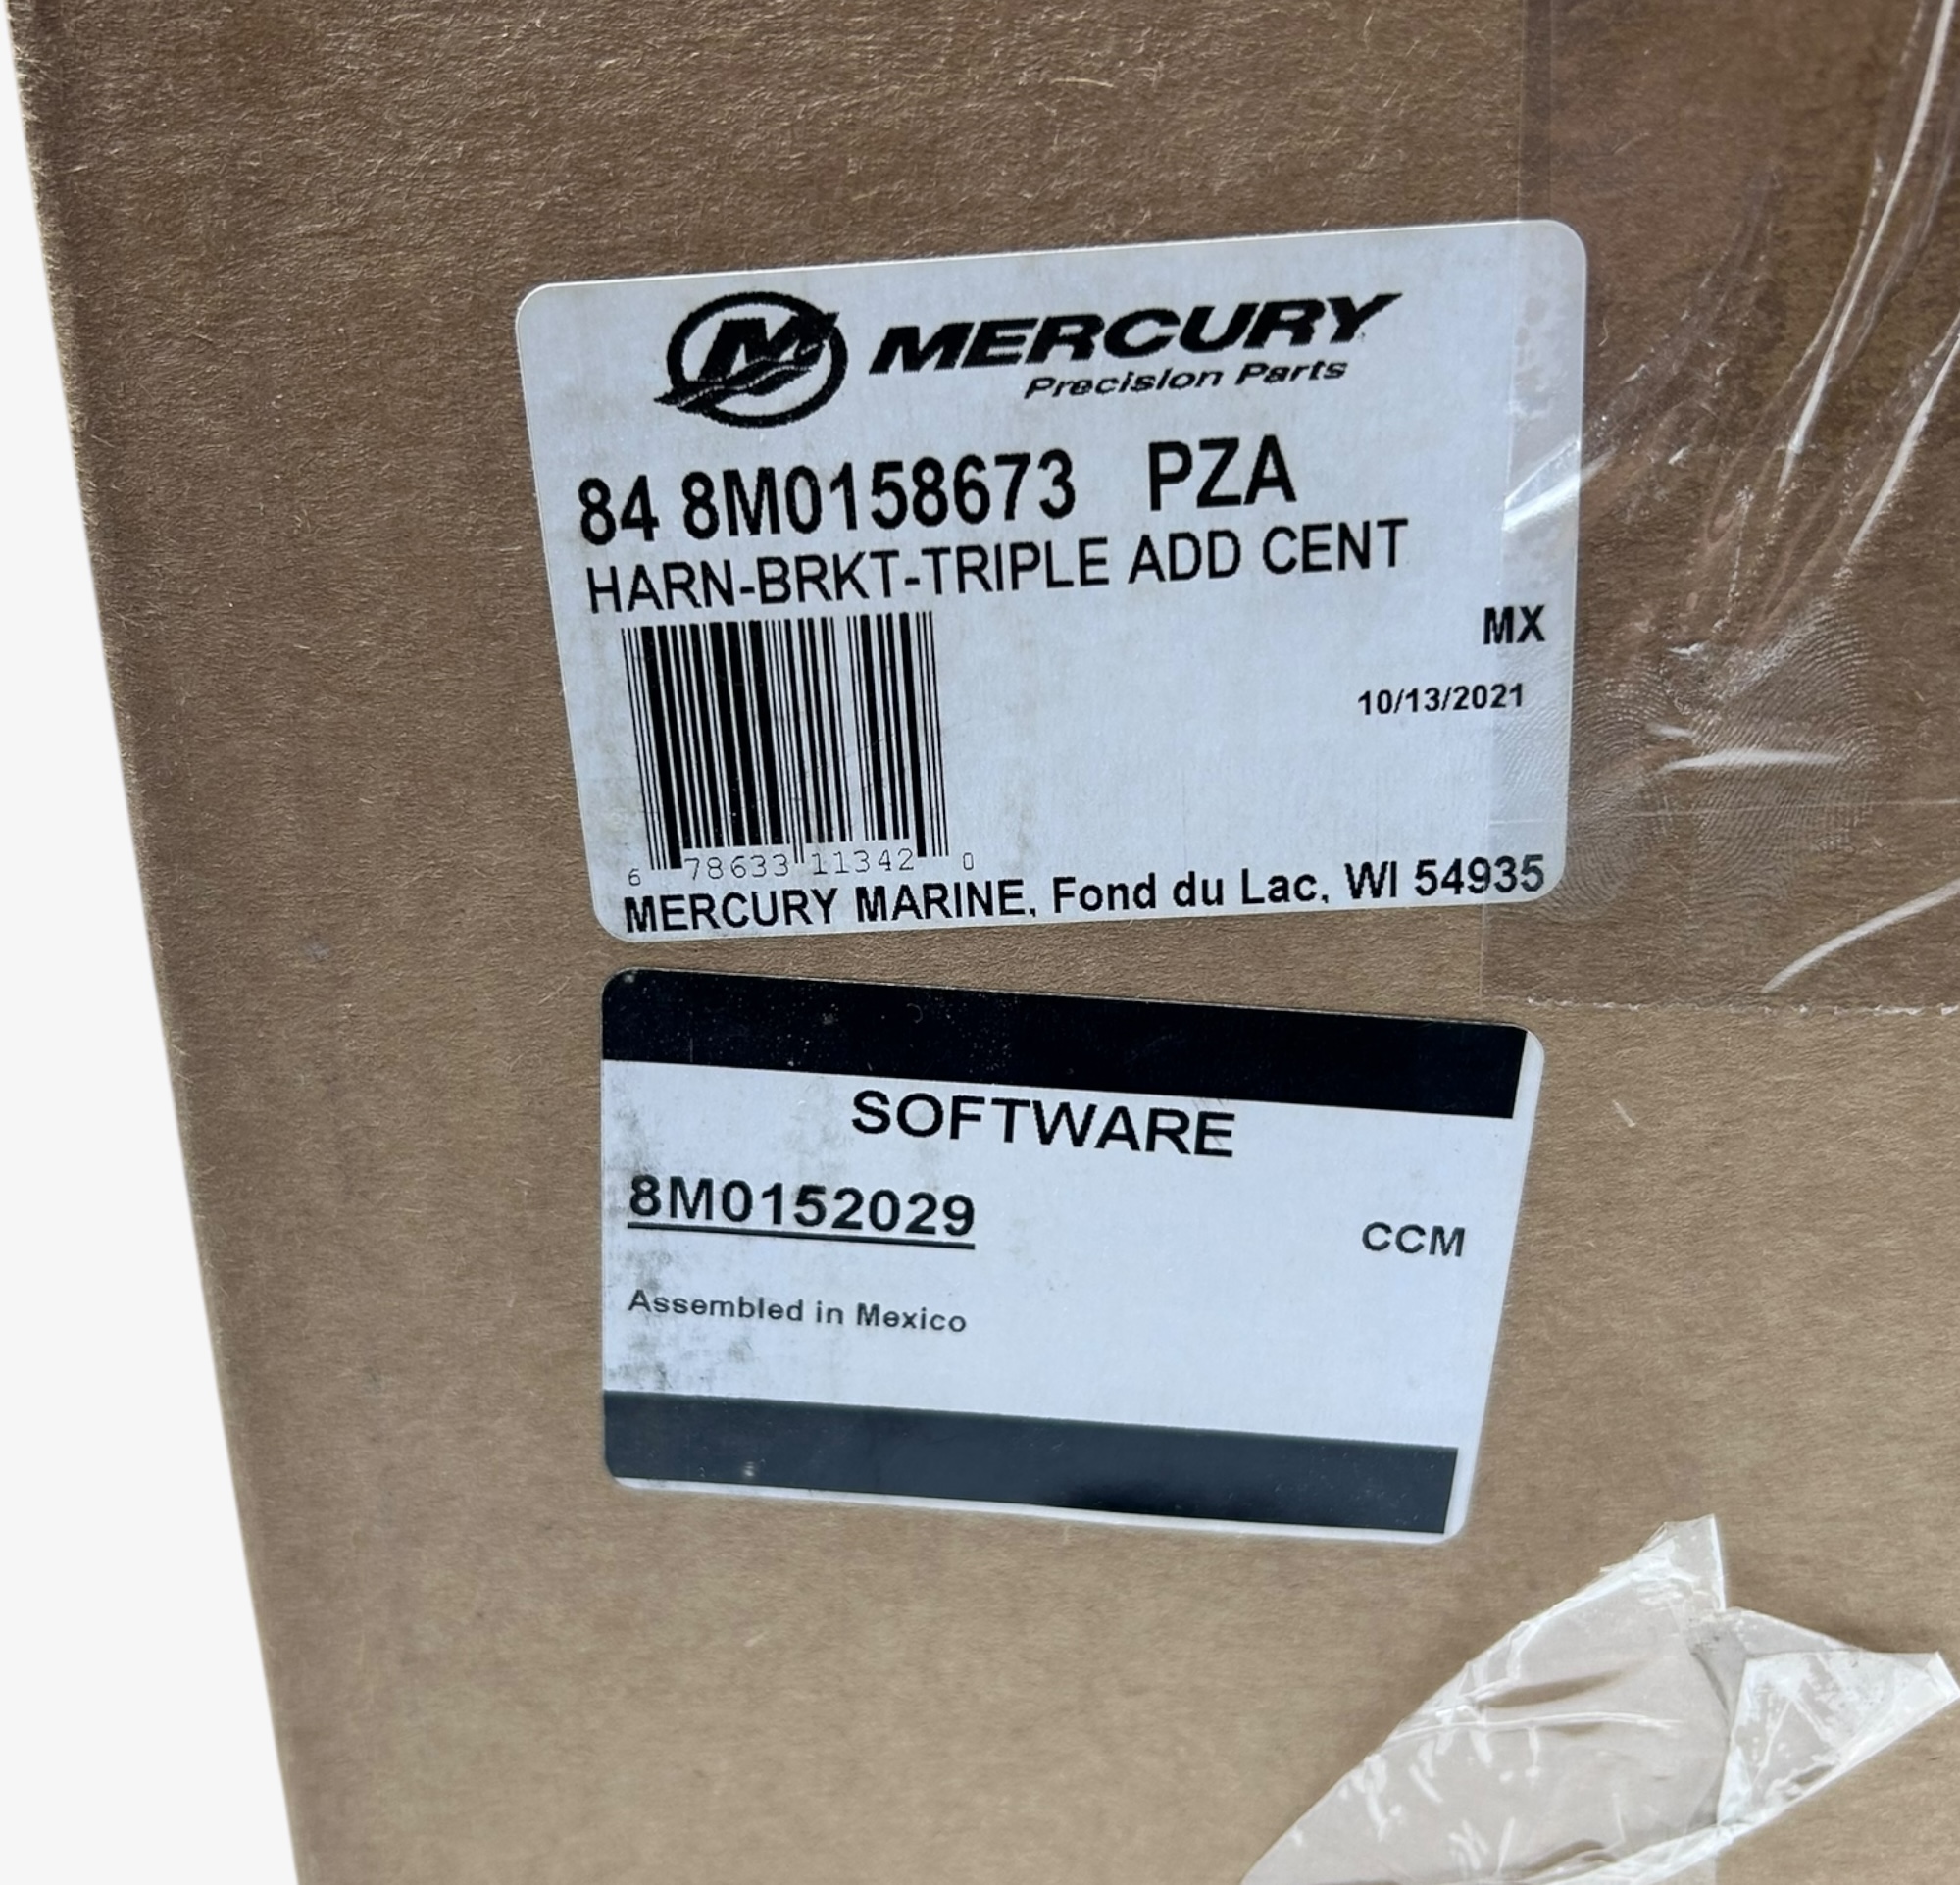 M MERCURY
Precision Parts
84 8M0158673 PZA
HARN-BRKT-TRIPLE ADD CENT
MX
10/13/2021
6 78633 11342 0
MERCURY MARINE, Fond du Lac, WI 54935
SOFTWARE
8M0152029
CCM
Assembled in Mexico